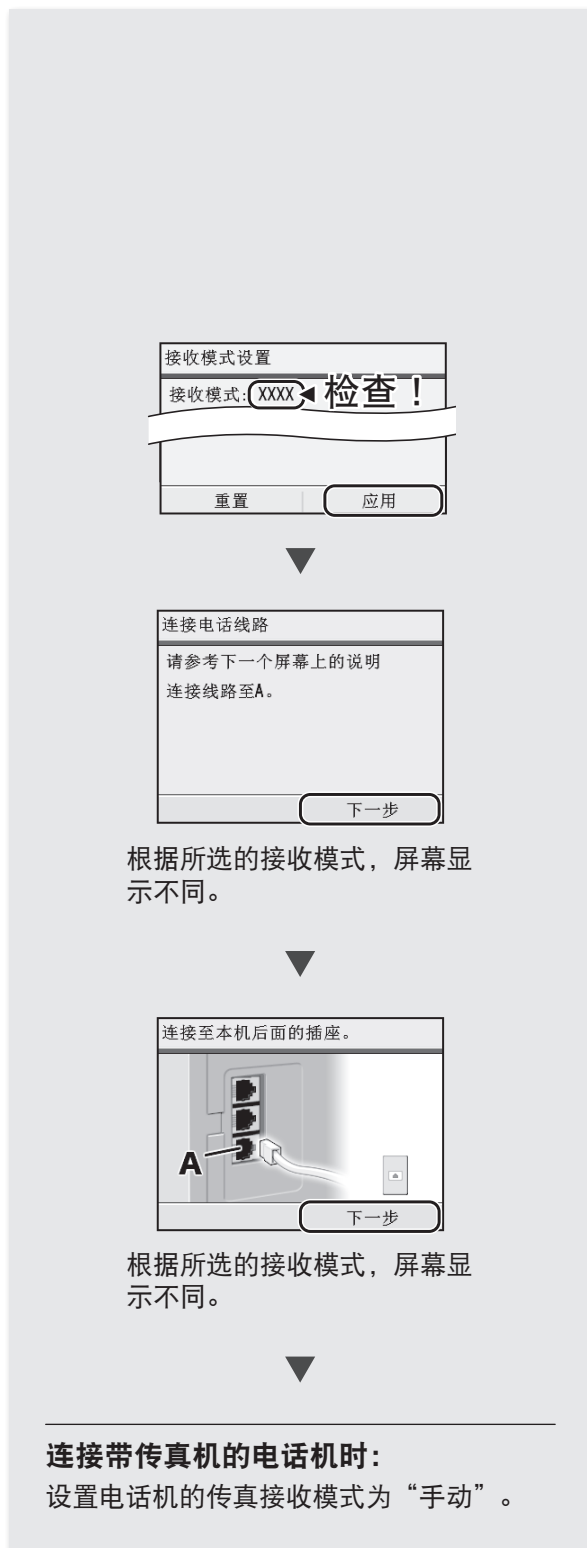 接收模式设置
接收模式:XXXX◀检查！
重置 应用
连接电话线路
请参考下一个屏幕上的说明
连接线路至A。
下一步
根据所选的接收模式，屏幕显
示不同。
连接至本机后面的插座。
A
下一步
根据所选的接收模式，屏幕显
示不同。
连接带传真机的电话机时：
设置电话机的传真接收模式为“手动”。